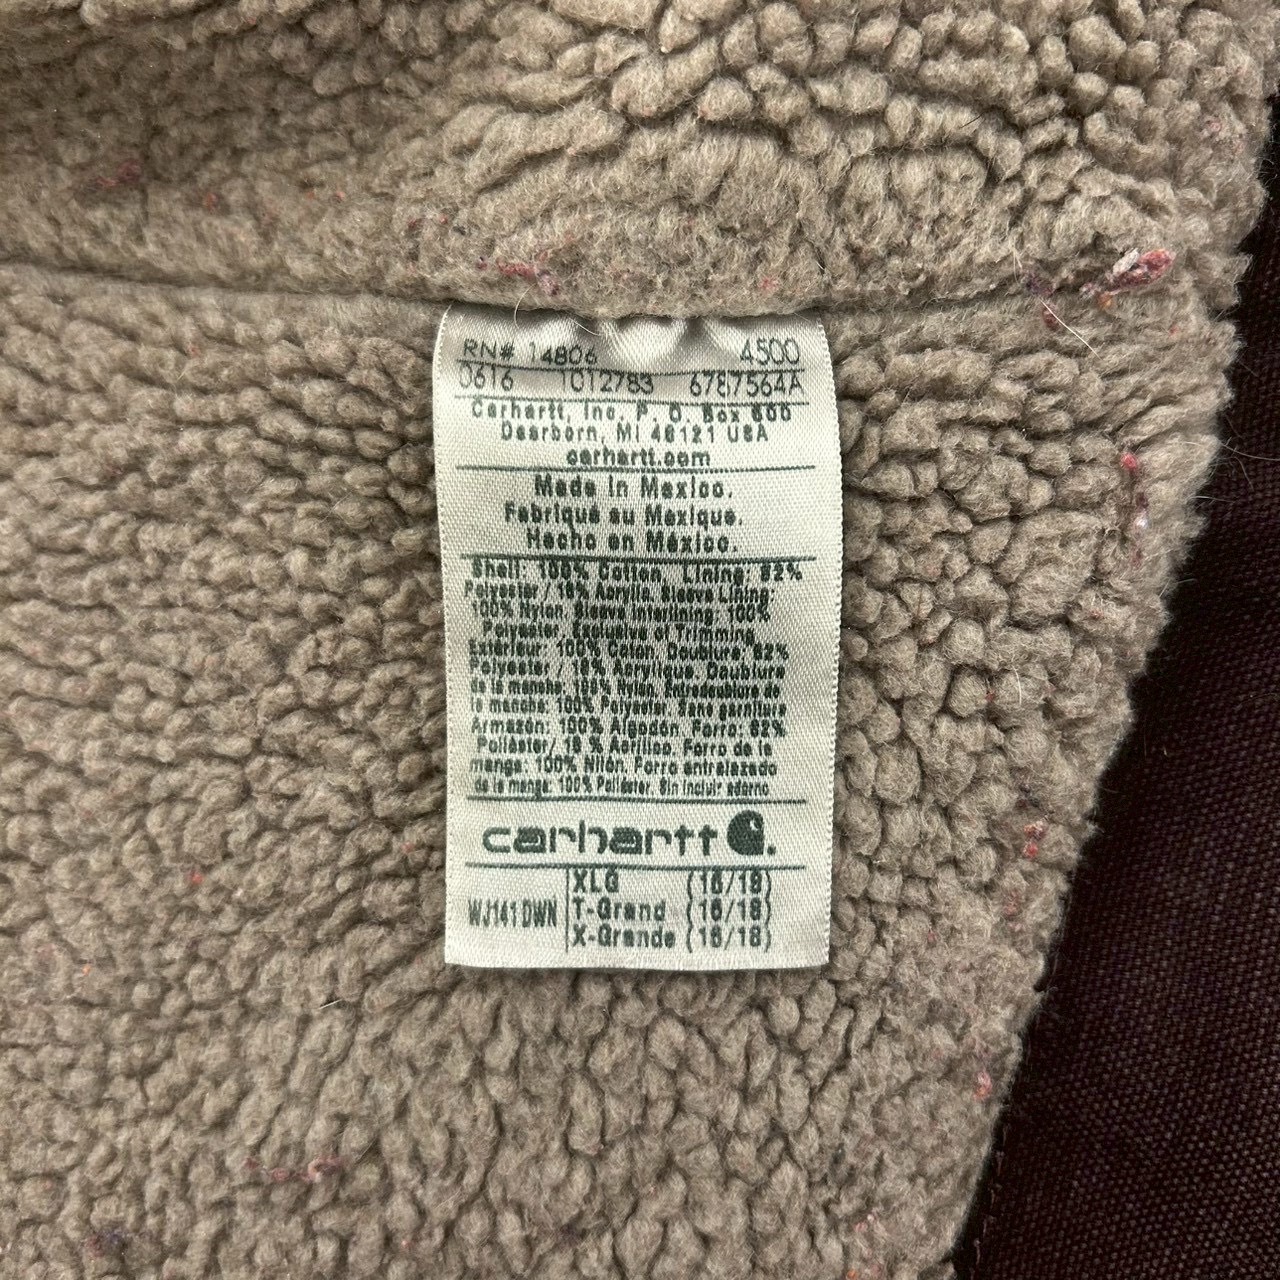 RN# 14806 4500
0616 1012783 6787564A
Carhartt, Inc. P. O. Box 600
Dearborn, MI 48121 USA
carhartt.com
Made in Mexico.
Fabriqué au Mexique.
Hecho en México.
Shell: 100% Cotton, Lining: 82%
Polyester / 18% Acrylic, Sleeve Lining:
100% Nylon, Sleeve Interlining 100%
Polyester, Exclusive of Trimming
Extérieur: 100% Coton, Doublure: 82%
Polyester / 18% Acrylique, Doublure
de la manche: 100% Nylon, Entredoublure de
la manche: 100% Polyester, Sans garniture
Armazón: 100% Algodon, Forro: 82%
Poliéster/ 18 % Acrílico, Forro de la
manga: 100% Nilón, Forro entrelazado
de la manga: 100% Poliéster, Sin incluir adorno
carhartt
WJ141 DWN
XLG (16/18)
T-Grand (16/18)
X-Grande (16/18)